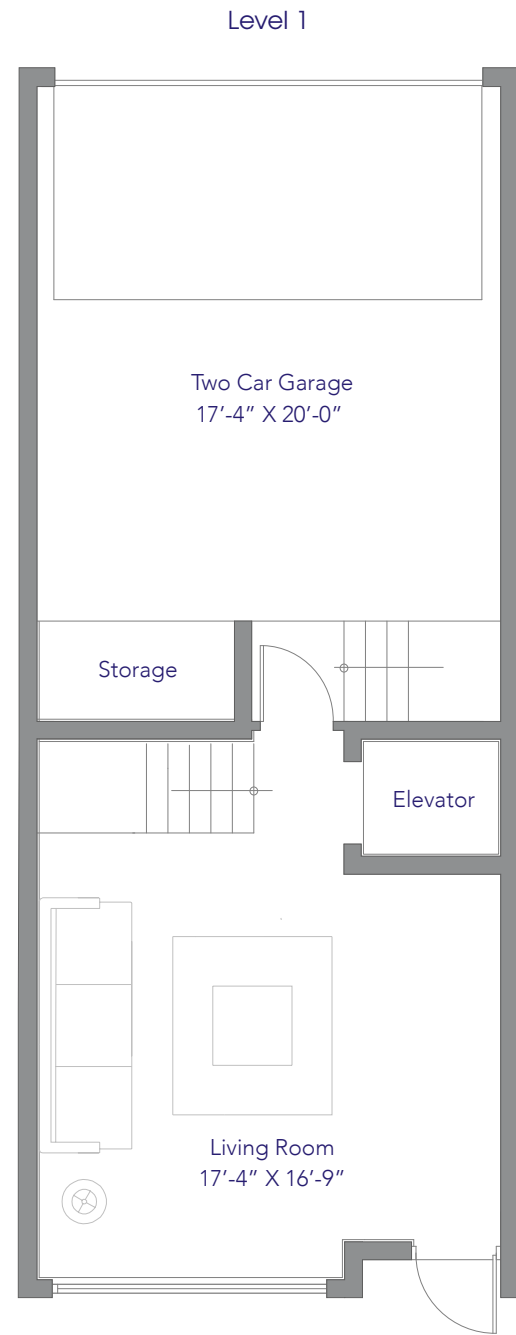 Level 1
Two Car Garage
17’-4” X 20’-0”
Storage
Elevator
Living Room
17’-4” X 16’-9”